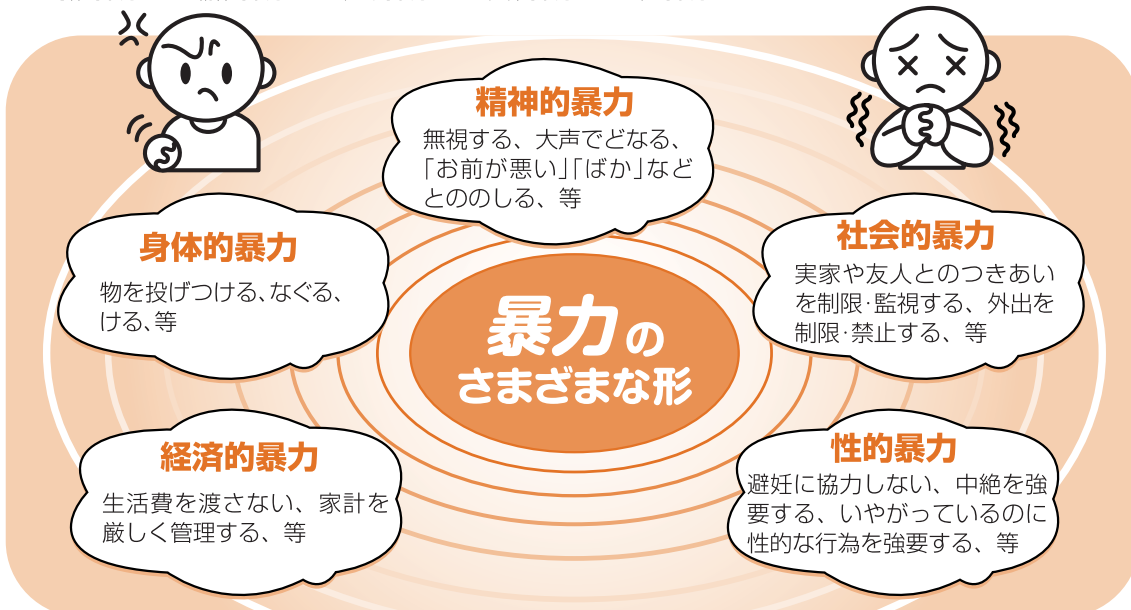 精神的暴力
無視する、大声でどなる、
「お前が悪い」「ばか」など
とののしる、等
身体的暴力
物を投げつける、なぐる、
ける、等
社会的暴力
実家や友人とのつきあい
を制限・監視する、外出を
制限・禁止する、等
暴力の
さまざまな形
経済的暴力
生活費を渡さない、家計を
厳しく管理する、等
性的暴力
避妊に協力しない、中絶を強
要する、いやがっているのに
性的な行為を強要する、等